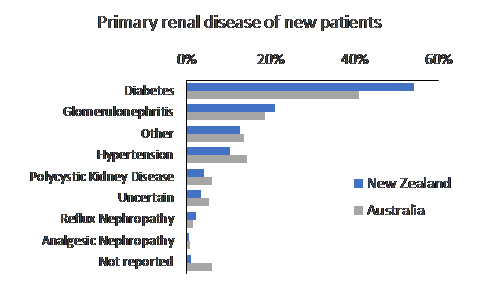 Primary renal disease of new patients
0% 20% 40% 60%
Diabetes
Glomerulonephritis
Other
Hypertension
Polycystic Kidney Disease
Uncertain
Reflux Nephropathy
Analgesic Nephropathy
Not reported
New Zealand
Australia